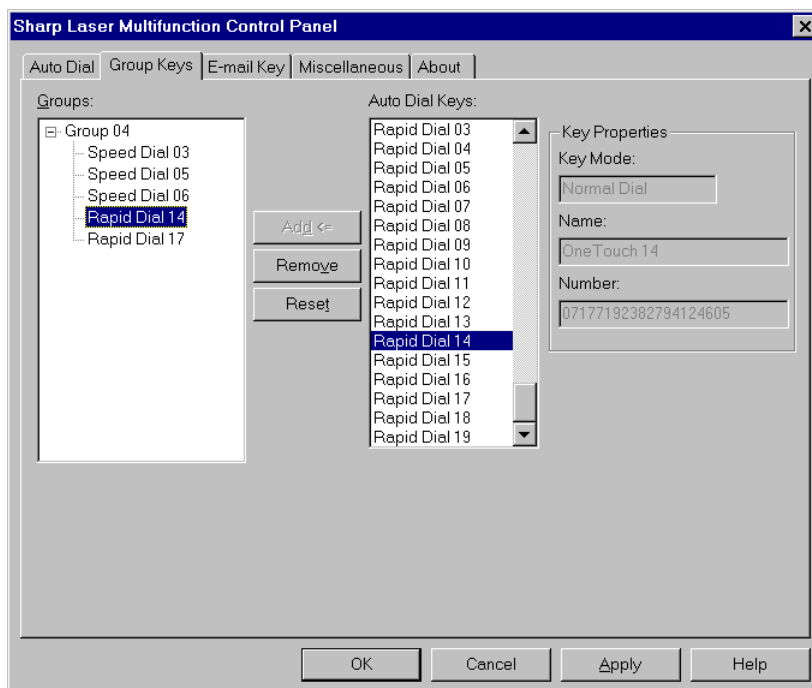 Sharp Laser Multifunction Control Panel
Auto Dial Group Keys E-mail Key Miscellaneous About
Groups:
Group 04
Speed Dial 03
Speed Dial 05
Speed Dial 06
Rapid Dial 14
Rapid Dial 17
Add <=
Remove
Reset
Auto Dial Keys:
Rapid Dial 03
Rapid Dial 04
Rapid Dial 05
Rapid Dial 06
Rapid Dial 07
Rapid Dial 08
Rapid Dial 09
Rapid Dial 10
Rapid Dial 11
Rapid Dial 12
Rapid Dial 13
Rapid Dial 14
Rapid Dial 15
Rapid Dial 16
Rapid Dial 17
Rapid Dial 18
Rapid Dial 19
Key Properties
Key Mode:
Normal Dial
Name:
OneTouch 14
Number:
07177192382794124605
OK Cancel Apply Help